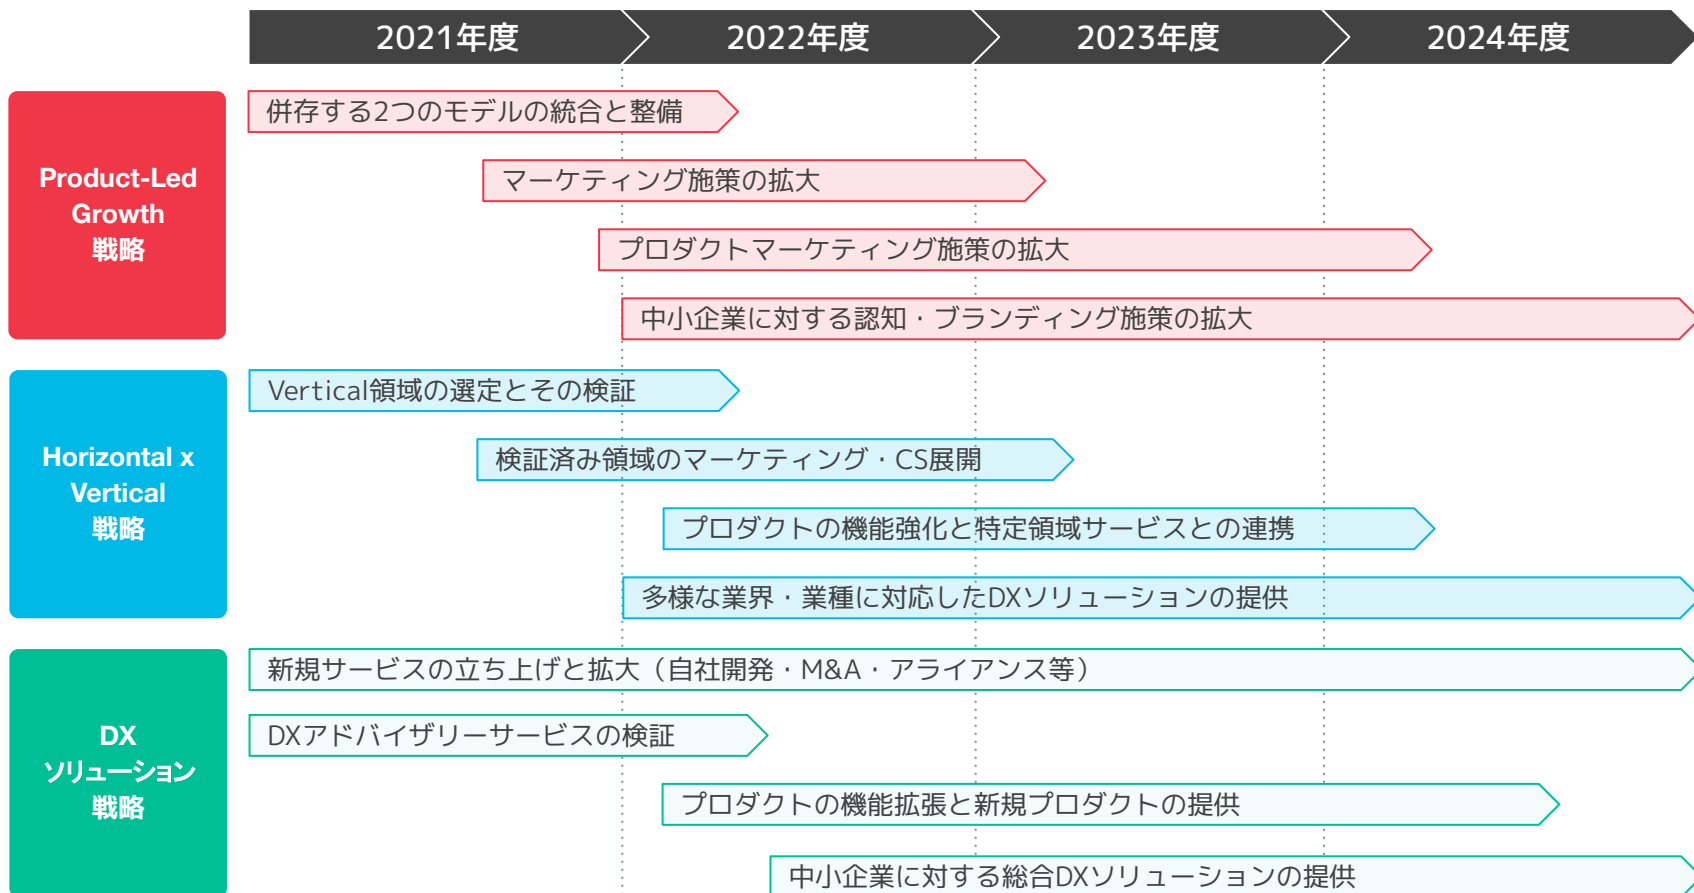 2021年度
2022年度
2023年度
2024年度
Product-Led
Growth
戦略
併存する2つのモデルの統合と整備
マーケティング施策の拡大
プロダクトマーケティング施策の拡大
中小企業に対する認知・ブランディング施策の拡大
Horizontal x
Vertical
戦略
Vertical領域の選定とその検証
検証済み領域のマーケティング・CS展開
プロダクトの機能強化と特定領域サービスとの連携
多様な業界・業種に対応したDXソリューションの提供
DX
ソリューション
戦略
新規サービスの立ち上げと拡大（自社開発・M&A・アライアンス等）
DXアドバイザリーサービスの検証
プロダクトの機能拡張と新規プロダクトの提供
中小企業に対する総合DXソリューションの提供